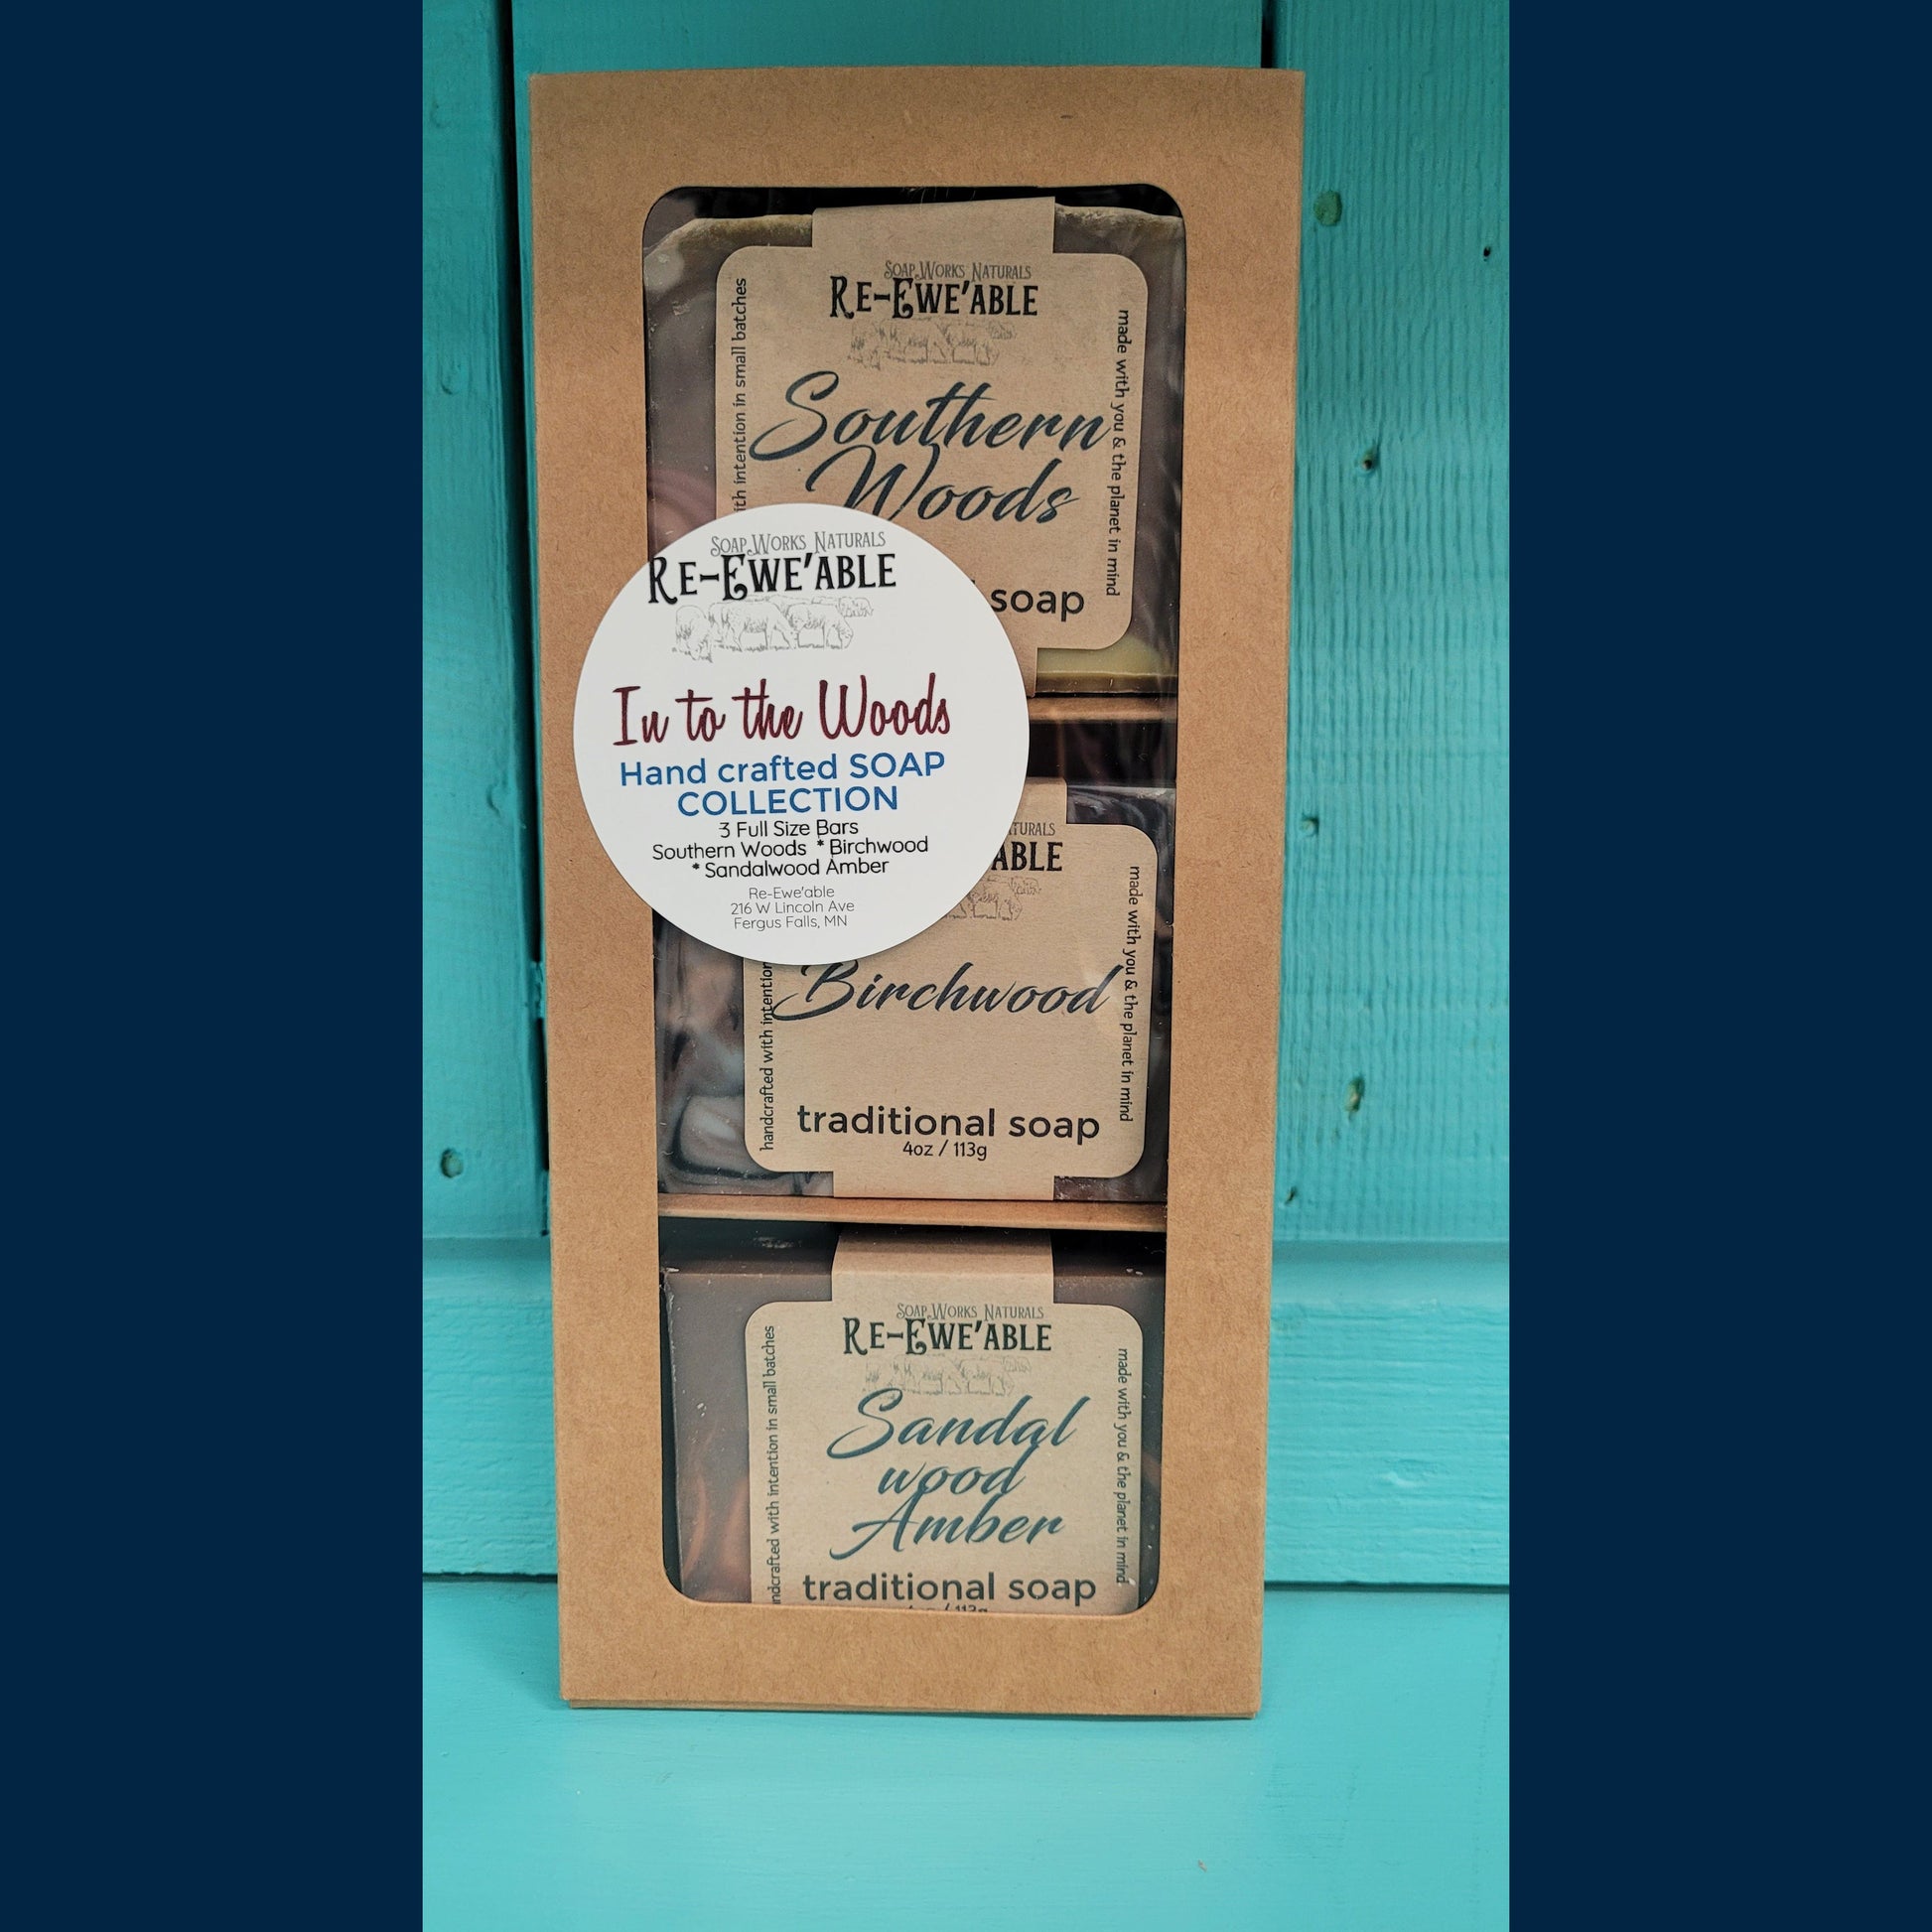 SOAP WORKS NATURALS
RE-EWE'ABLE
Southern
Woods
soap
intention in small batches
made with you & the planet in mind
SOAP WORKS NATURALS
RE-EWE'ABLE
In to the Woods
Hand crafted SOAP
COLLECTION
3 Full Size Bars
Southern Woods * Birchwood
* Sandalwood Amber
Re-Ewe'able
216 W Lincoln Ave
Fergus Falls, MN
Birchwood
traditional soap
4oz / 113g
handcrafted with intention
made with you & the planet in mind
SOAP WORKS NATURALS
RE-EWE'ABLE
Sandal
wood
Amber
traditional soap
with intention in small batches
made with you & the planet in mind